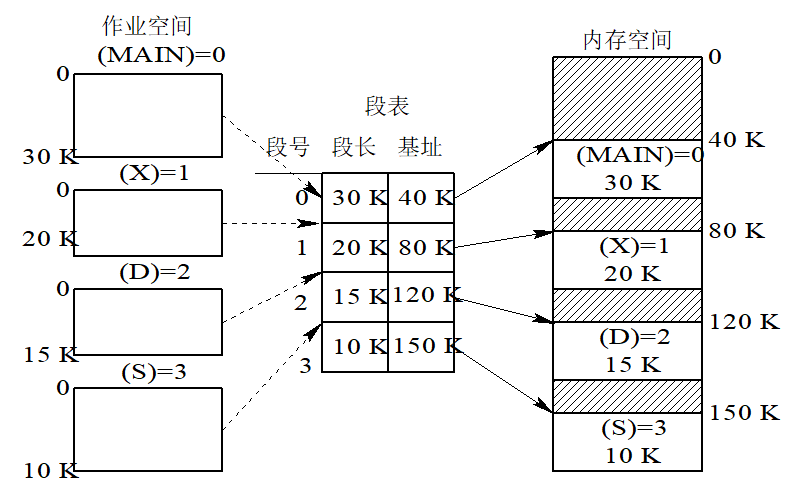 作业空间
(MAIN)=0
0
30 K
(X)=1
0
20 K
(D)=2
0
15 K
(S)=3
0
10 K
段表
段号 段长 基址
0 30 K 40 K
1 20 K 80 K
2 15 K 120 K
3 10 K 150 K
内存空间
0
40 K
(MAIN)=0
30 K
80 K
(X)=1
20 K
120 K
(D)=2
15 K
150 K
(S)=3
10 K